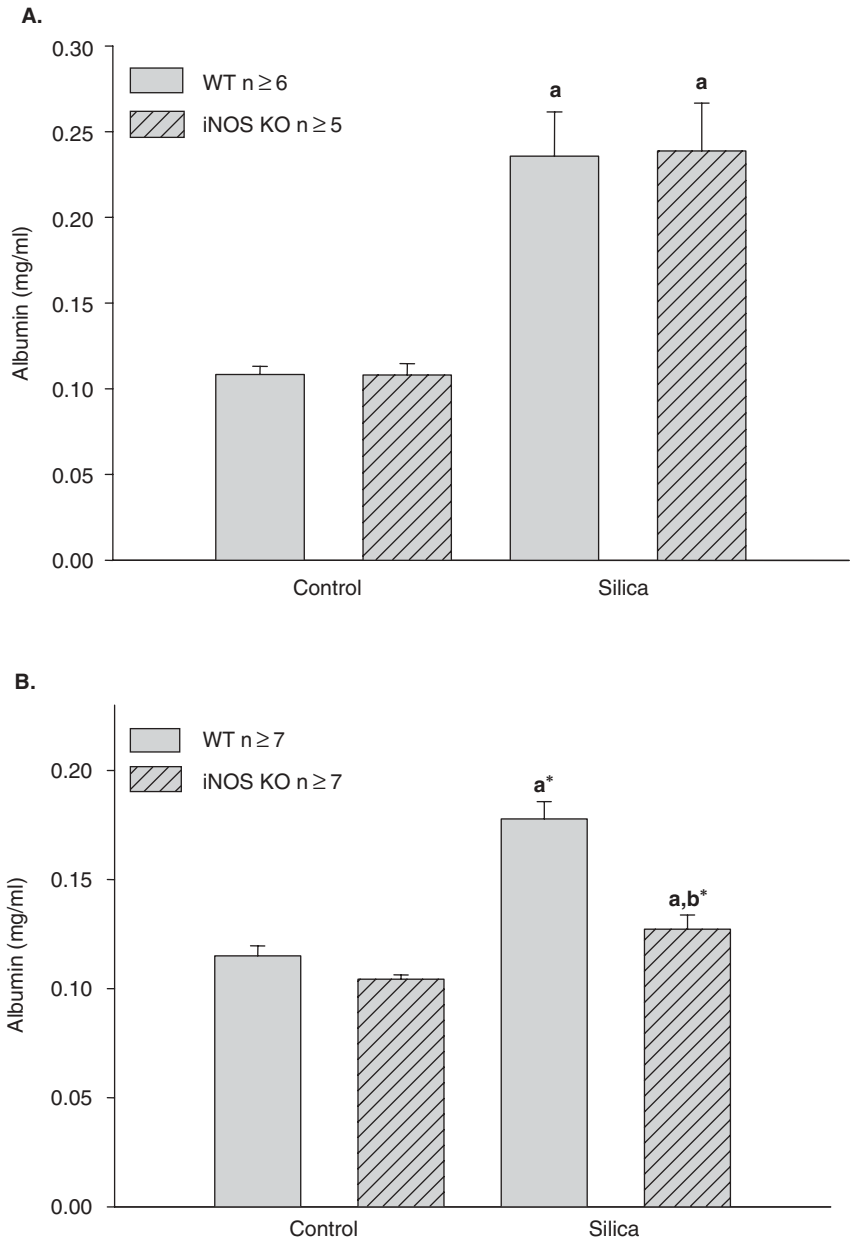 A.
0.30
0.25
0.20
0.15
0.10
0.05
0.00
Albumin (mg/ml)
WT n ≥ 6
iNOS KO n ≥ 5
a
a
Control
Silica
B.
0.20
0.15
0.10
0.05
0.00
Albumin (mg/ml)
WT n ≥ 7
iNOS KO n ≥ 7
a*
a,b*
Control
Silica